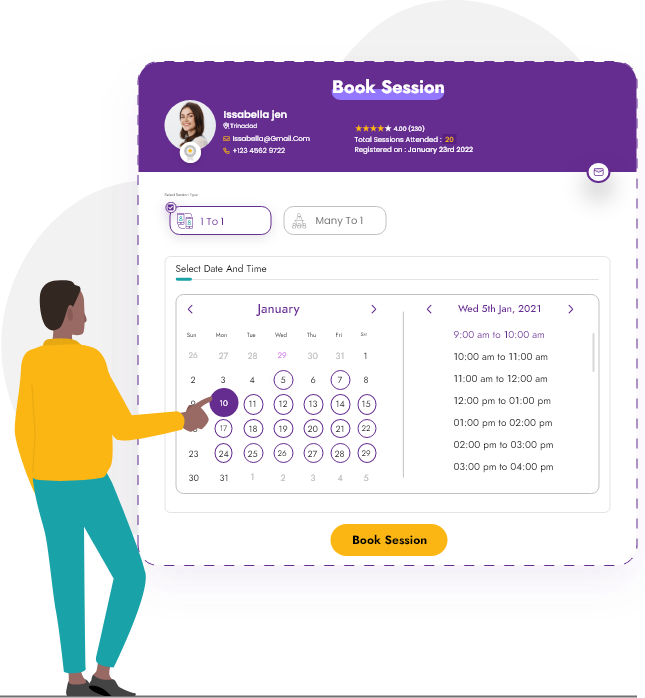 Book Session
Issabella jen
Trinadad
Issabella@Gmail.Com
+123 4562 9722
4.00 (230)
Total Sessions Attended : 20
Registered on : January 23rd 2022
Select Session Type
1 To 1
Many To 1
Select Date And Time
January
Sun Mon Tue Wed Thu Fri Sat
26 27 28 29 30 31 1
2 3 4 5 6 7 8
9 10 11 12 13 14 15
17 18 19 20 21 22
23 24 25 26 27 28 29
30 31 1 2 3 4 5
Wed 5th Jan, 2021
9:00 am to 10:00 am
10:00 am to 11:00 am
11:00 am to 12:00 am
12:00 pm to 01:00 pm
01:00 pm to 02:00 pm
02:00 pm to 03:00 pm
03:00 pm to 04:00 pm
Book Session